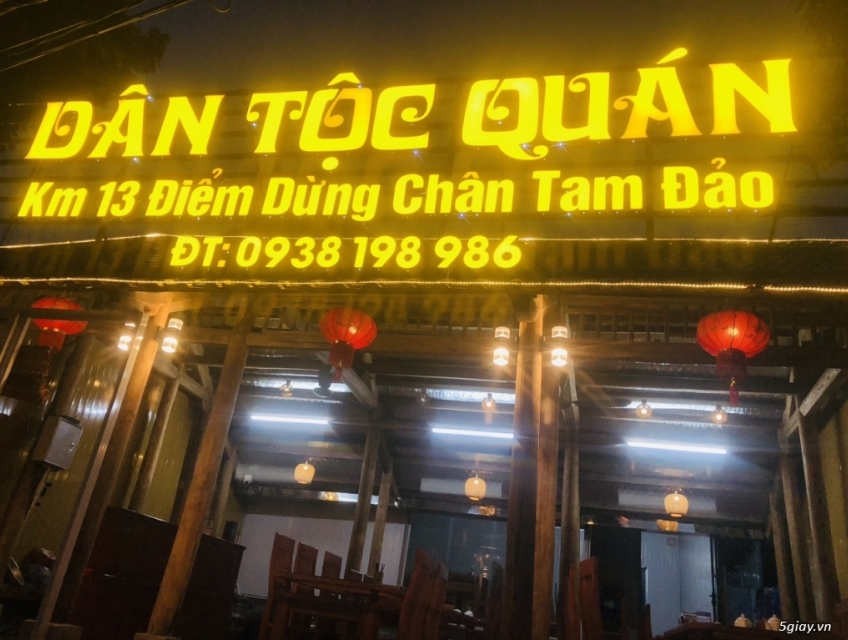 DÂN TỘC QUÁN
Km 13 Điểm Dừng Chân Tam Đảo
ĐT: 0938 198 986
5giay.vn